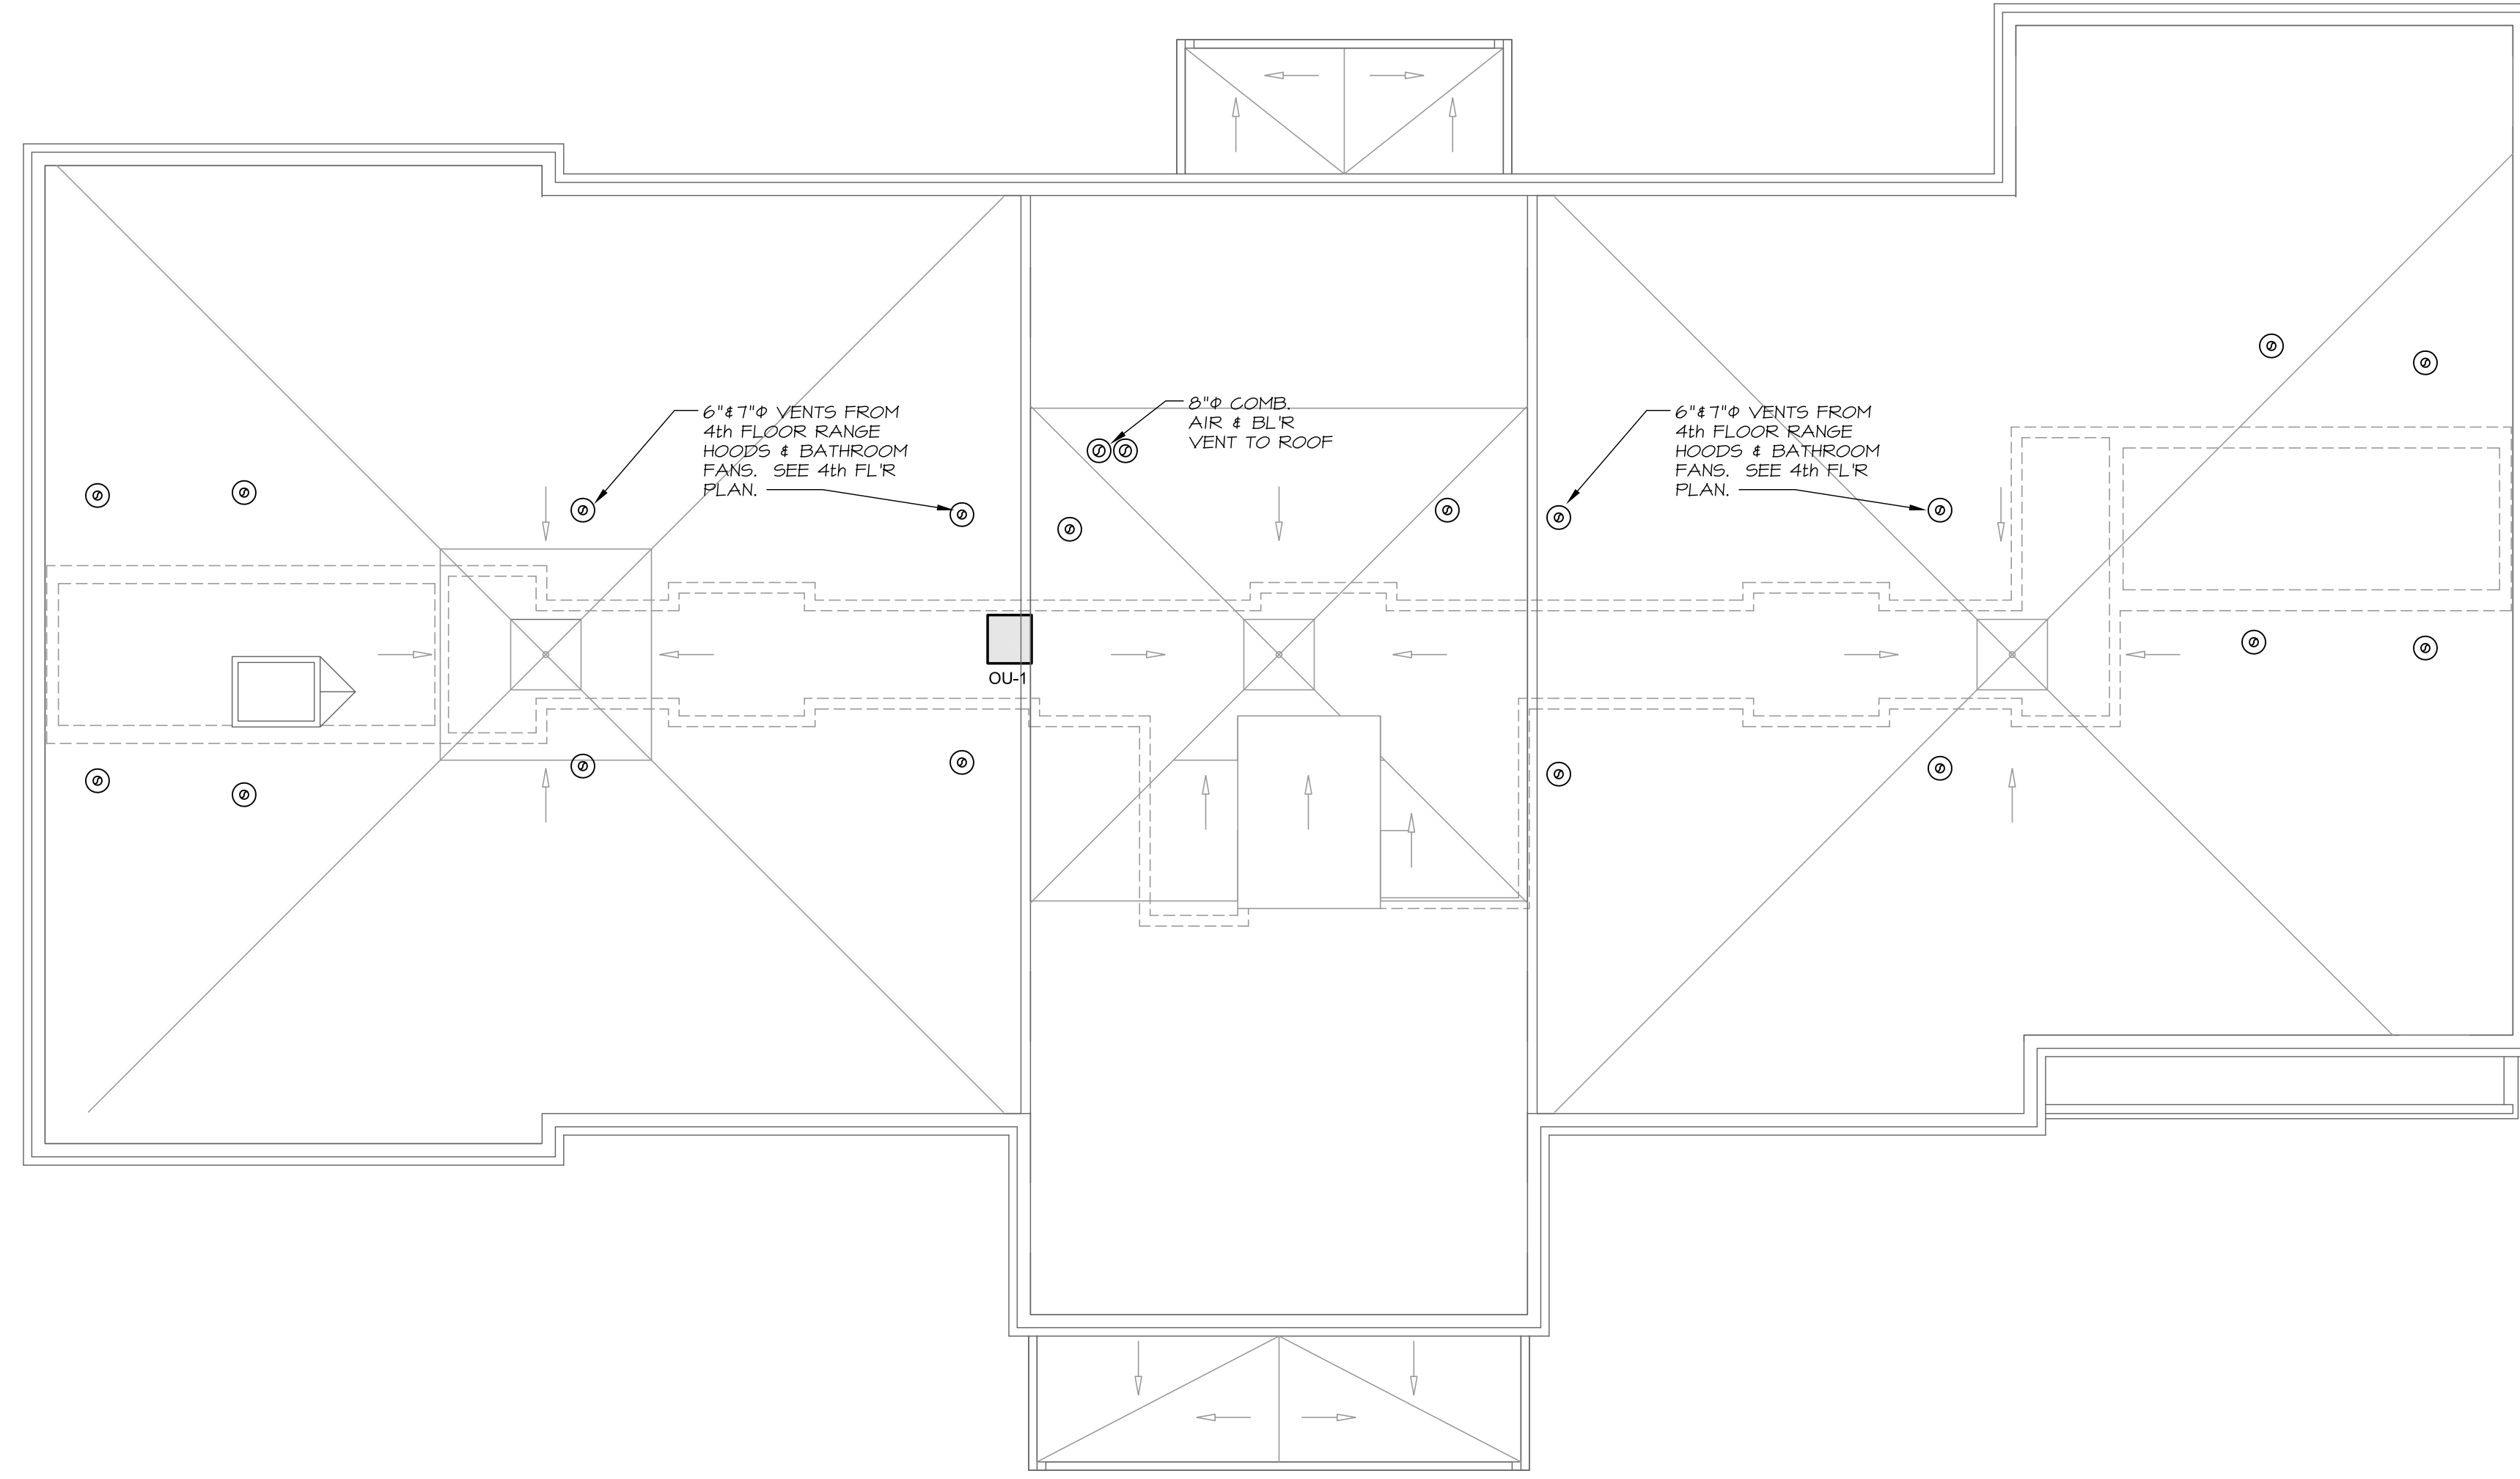 6"&7"Φ VENTS FROM
4th FLOOR RANGE
HOODS & BATHROOM
FANS. SEE 4th FL'R
PLAN.
8"Φ COMB.
AIR & BL'R
VENT TO ROOF
6"&7"Φ VENTS FROM
4th FLOOR RANGE
HOODS & BATHROOM
FANS. SEE 4th FL'R
PLAN.
OU-1